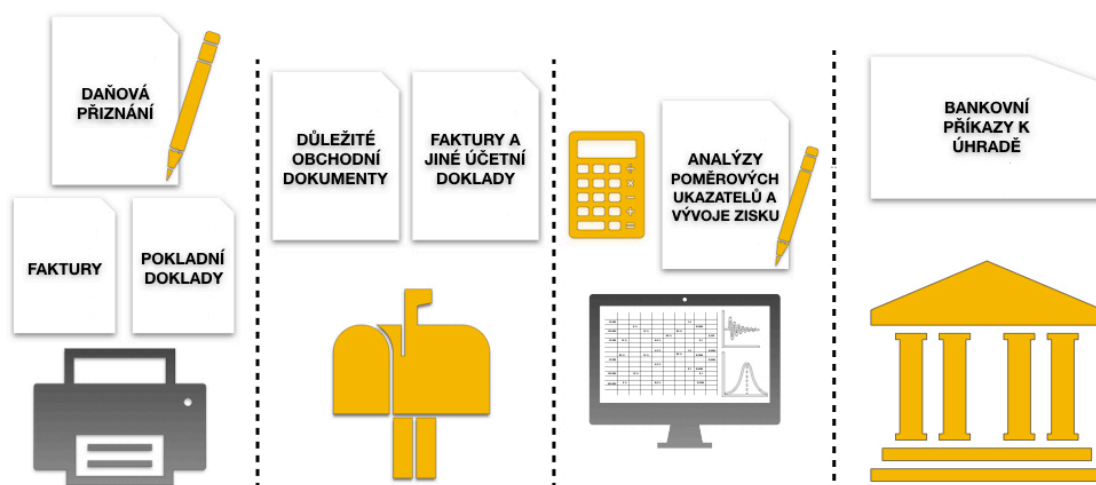 DAŇOVÁ
PŘIZNÁNÍ
FAKTURY
POKLADNÍ
DOKLADY
DŮLEŽITÉ
OBCHODNÍ
DOKUMENTY
FAKTURY A
JINÉ ÚČETNÍ
DOKLADY
ANALÝZY
POMĚROVÝCH
UKAZATELŮ A
VÝVOJE ZISKU
BANKOVNÍ
PŘÍKAZY K
ÚHRADĚ